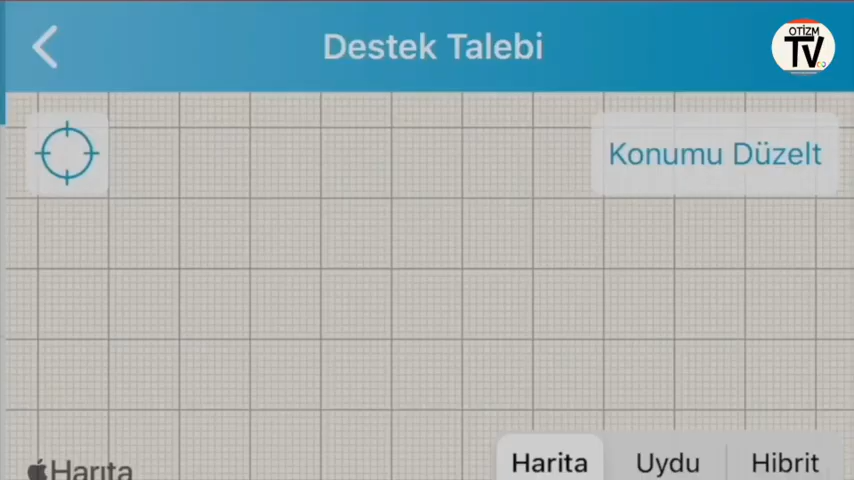 Destek Talebi
OTİZM
TV
Konumu Düzelt
Harita
Harita Uydu Hibrit